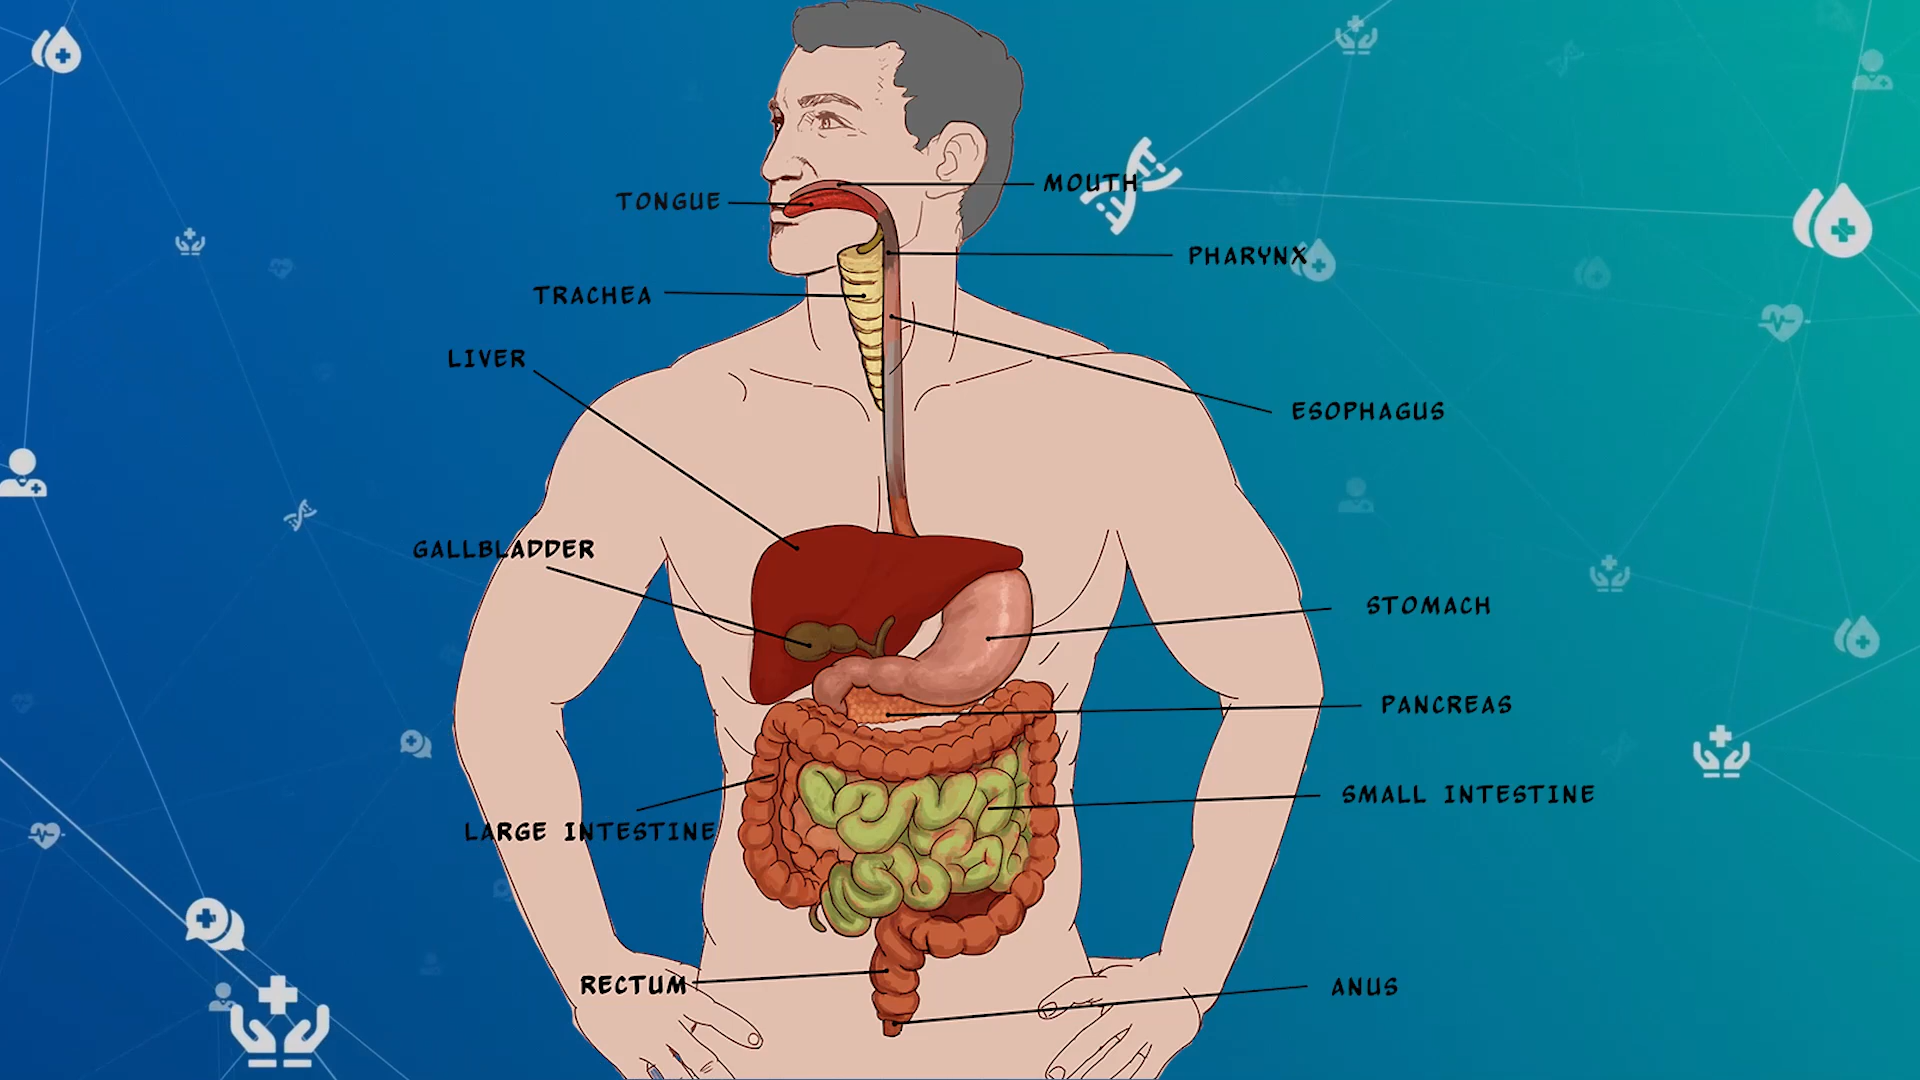 MOUTH
TONGUE
PHARYNX
TRACHEA
LIVER
ESOPHAGUS
GALLBLADDER
STOMACH
PANCREAS
SMALL INTESTINE
LARGE INTESTINE
RECTUM
ANUS